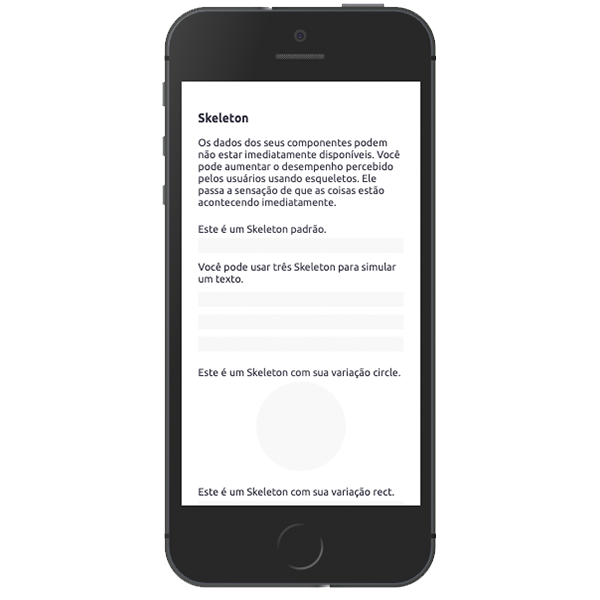 Skeleton
Os dados dos seus componentes podem
não estar imediatamente disponíveis. Você
pode aumentar o desempenho percebido
pelos usuários usando esqueletos. Ele
passa a sensação de que as coisas estão
acontecendo imediatamente.
Este é um Skeleton padrão.
Você pode usar três Skeleton para simular
um texto.
Este é um Skeleton com sua variação circle.
Este é um Skeleton com sua variação rect.